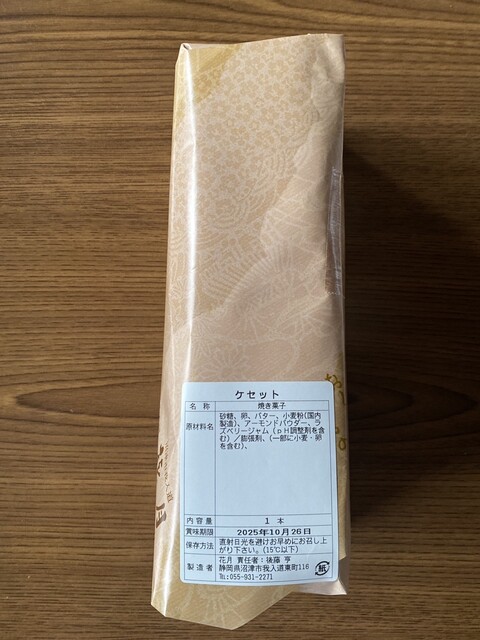 ケセット
名 称 焼き菓子
原材料名 砂糖、卵、バター、小麦粉(国内
製造)、アーモンドパウダー、ラ
ズベリージャム(pH調整剤を含
む)/膨張剤、(一部に小麦・卵
を含む)、
内容量 1 本
賞味期限 2025年10月26日
保存方法 直射日光を避けお早めにお召し上
がり下さい。(15℃以下)
製造者 花月 責任者:後藤 亨
静岡県沼津市我入道東町116
TEL:055-931-2271
紙
花月